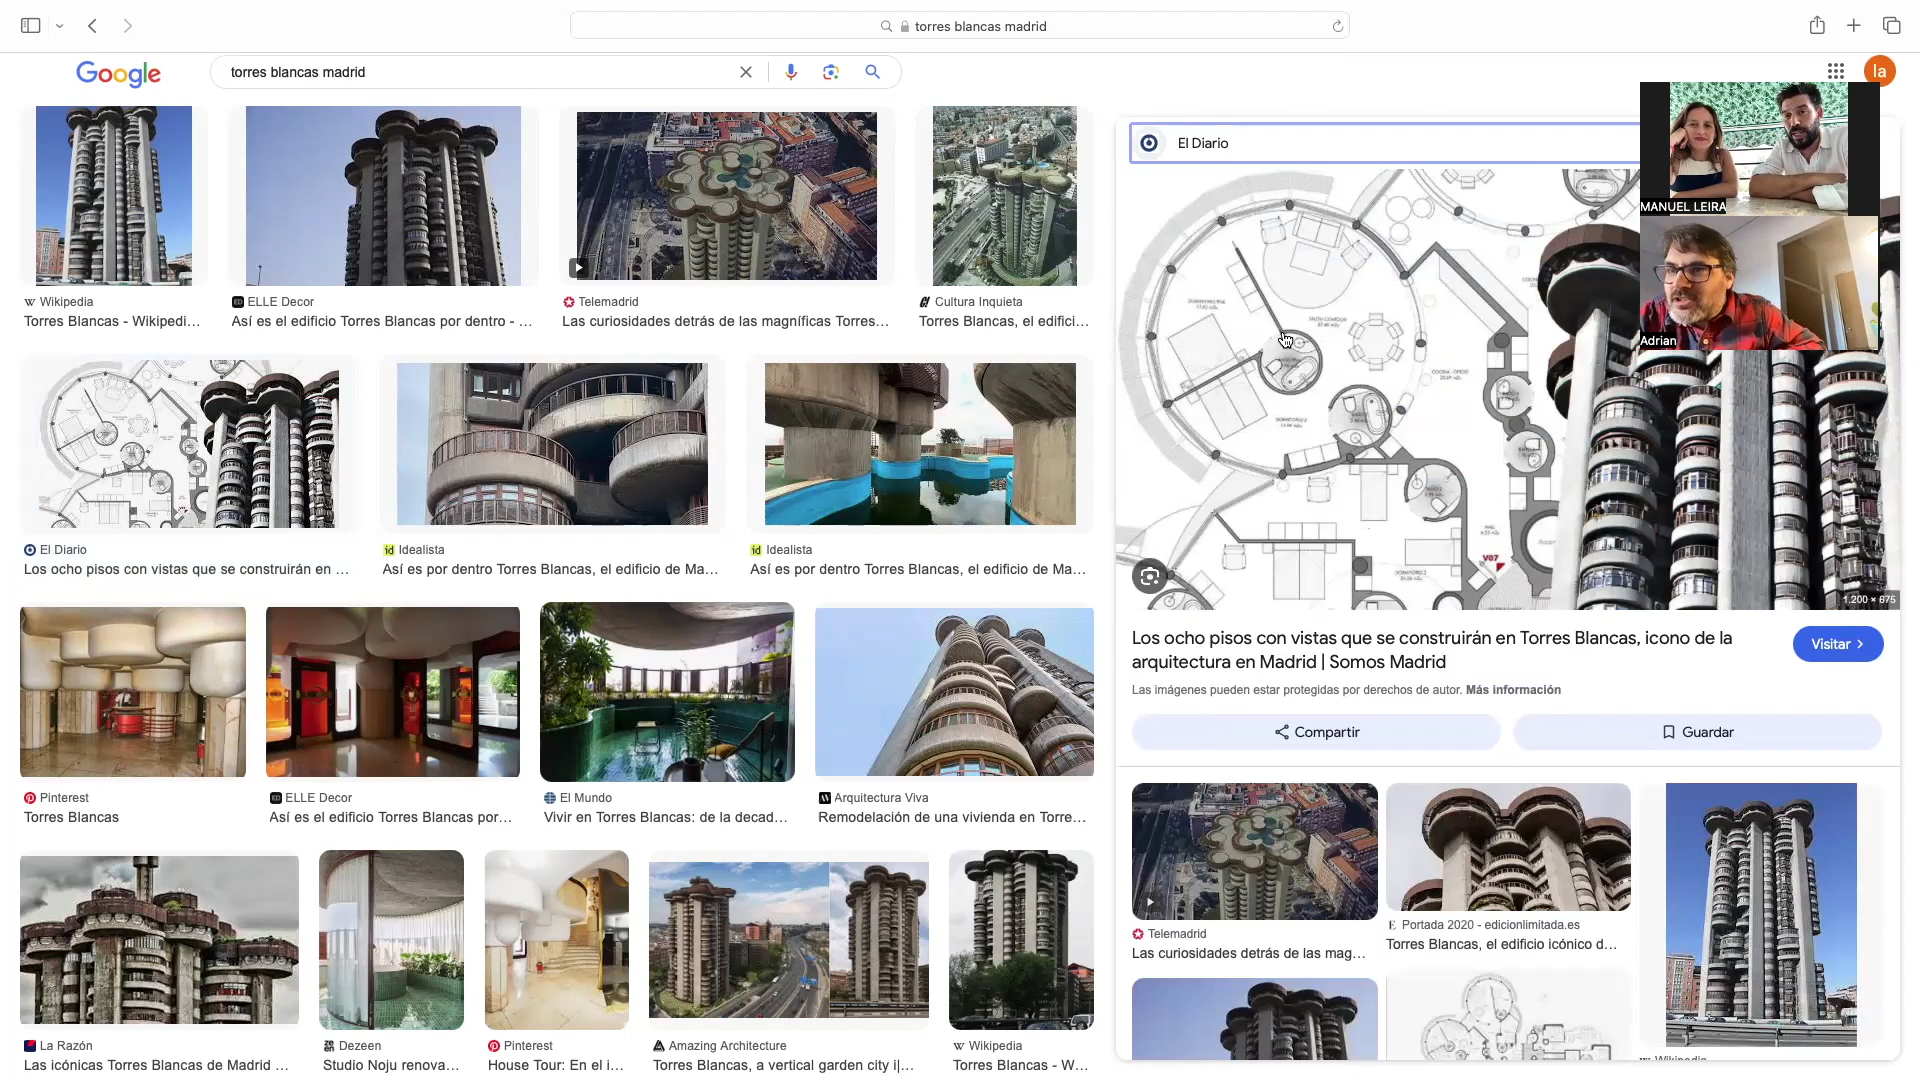 torres blancas madrid
Google
torres blancas madrid
la
Wikipedia
Torres Blancas - Wikipedi...
ELLE Decor
Así es el edificio Torres Blancas por dentro - ...
Telemadrid
Las curiosidades detrás de las magníficas Torres...
Cultura Inquieta
Torres Blancas, el edifici...
El Diario
MANUEL LEIRA
Adrian
V07
1.200 × 675
El Diario
Los ocho pisos con vistas que se construirán en ...
Idealista
Así es por dentro Torres Blancas, el edificio de Ma...
Idealista
Así es por dentro Torres Blancas, el edificio de Ma...
Los ocho pisos con vistas que se construirán en Torres Blancas, icono de la
arquitectura en Madrid | Somos Madrid
Visitar
Las imágenes pueden estar protegidas por derechos de autor. Más información
Compartir
Guardar
Pinterest
Torres Blancas
ELLE Decor
Así es el edificio Torres Blancas por...
El Mundo
Vivir en Torres Blancas: de la decad...
Arquitectura Viva
Remodelación de una vivienda en Torre...
Telemadrid
Las curiosidades detrás de las mag...
Portada 2020 - edicionlimitada.es
Torres Blancas, el edificio icónico d...
Wikipedia
La Razón
Las icónicas Torres Blancas de Madrid ...
Dezeen
Studio Noju renova...
Pinterest
House Tour: En el i...
Amazing Architecture
Torres Blancas, a vertical garden city i|...
Wikipedia
Torres Blancas - W...